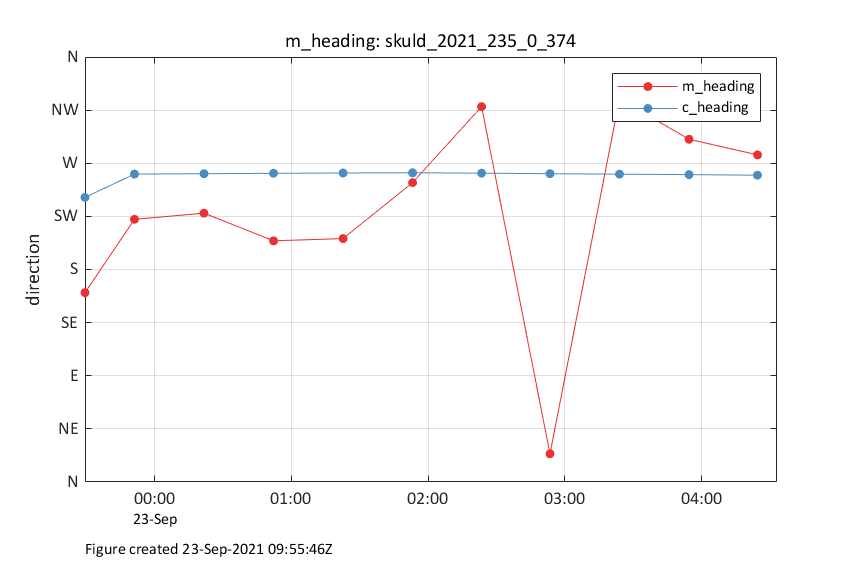 m_heading: skuld_2021_235_0_374
N
NW
W
SW
S
SE
E
NE
N
direction
m_heading
c_heading
00:00 01:00 02:00 03:00 04:00
23-Sep
Figure created 23-Sep-2021 09:55:46Z